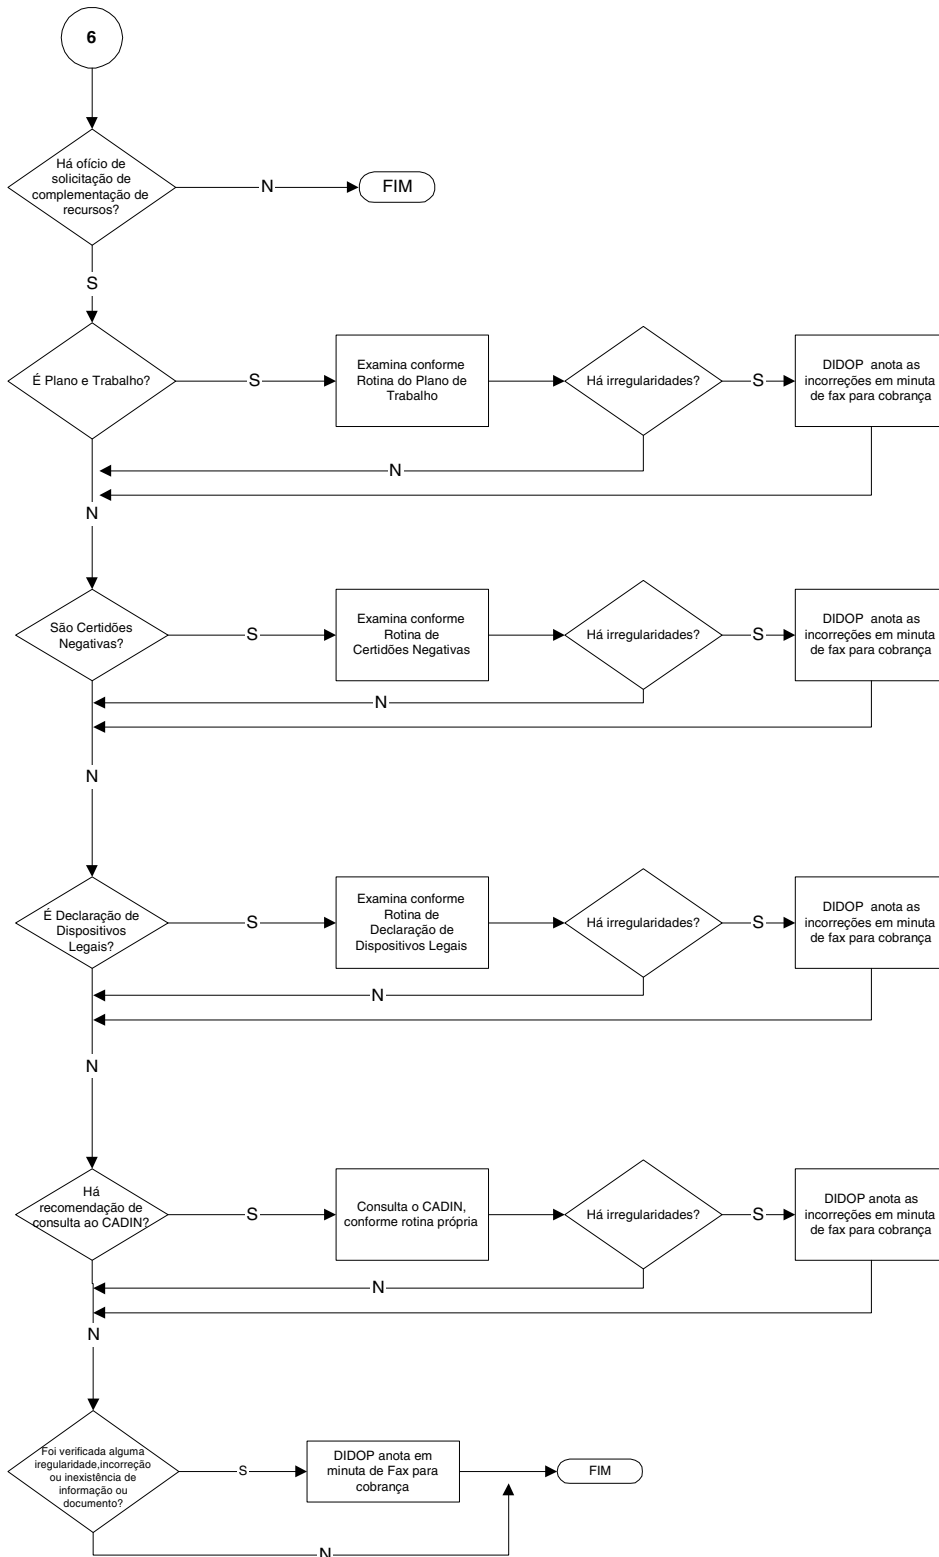 6
Há ofício de
solicitação de
complementação de
recursos?
N
FIM
S
É Plano e Trabalho?
S
Examina conforme
Rotina do Plano de
Trabalho
Há irregularidades?
S
DIDOP anota as
incorreções em minuta
de fax para cobrança
N
N
São Certidões
Negativas?
S
Examina conforme
Rotina de
Certidões Negativas
Há irregularidades?
S
DIDOP anota as
incorreções em minuta
de fax para cobrança
N
N
É Declaração de
Dispositivos
Legais?
S
Examina conforme
Rotina de
Declaração de
Dispositivos Legais
Há irregularidades?
S
DIDOP anota as
incorreções em minuta
de fax para cobrança
N
N
Há
recomendação de
consulta ao CADIN?
S
Consulta o CADIN,
conforme rotina própria
Há irregularidades?
S
DIDOP anota as
incorreções em minuta
de fax para cobrança
N
N
Foi verificada alguma
iregularidade,incorreção
ou inexistência de
informação ou
documento?
S
DIDOP anota em
minuta de Fax para
cobrança
FIM
N